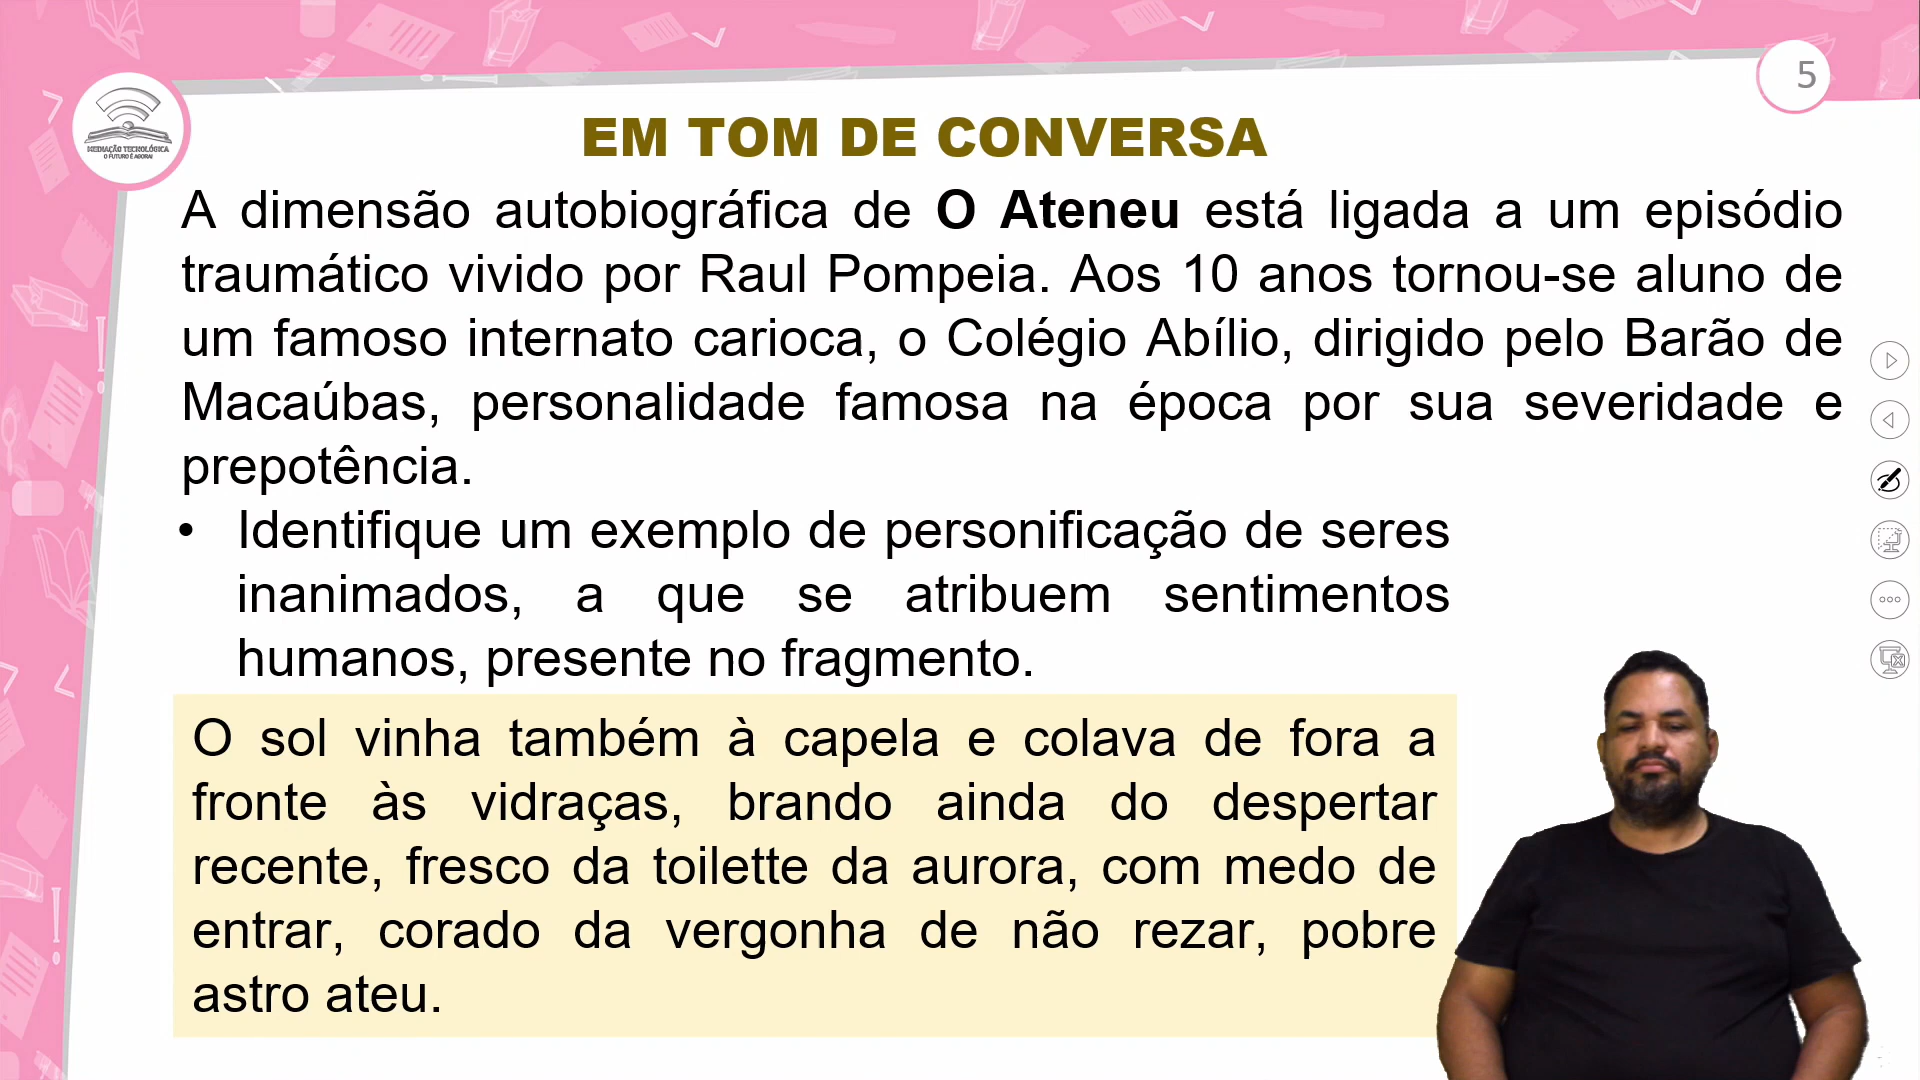 5
MEDIAÇÃO TECNOLÓGICA
O FUTURO É AGORA!
EM TOM DE CONVERSA
A dimensão autobiográfica de O Ateneu está ligada a um episódio
traumático vivido por Raul Pompeia. Aos 10 anos tornou-se aluno de
um famoso internato carioca, o Colégio Abílio, dirigido pelo Barão de
Macaúbas, personalidade famosa na época por sua severidade e
prepotência.
• Identifique um exemplo de personificação de seres
inanimados, a que se atribuem sentimentos
humanos, presente no fragmento.
O sol vinha também à capela e colava de fora a
fronte às vidraças, brando ainda do despertar
recente, fresco da toilette da aurora, com medo de
entrar, corado da vergonha de não rezar, pobre
astro ateu.